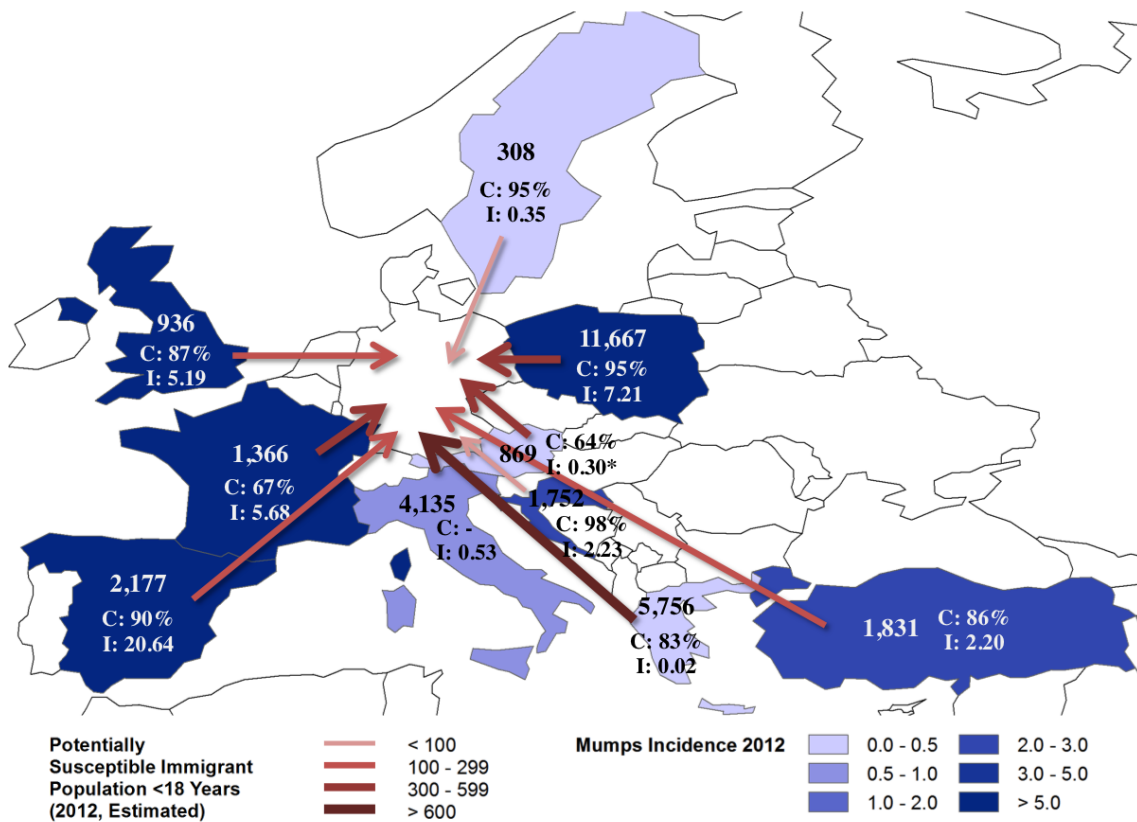 308
C: 95%
I: 0.35
936
C: 87%
I: 5.19
11,667
C: 95%
I: 7.21
1,366
C: 67%
I: 5.68
869
C: 64%
I: 0.30*
4,135
C: -
I: 0.53
1,752
C: 98%
I: 2.23
2,177
C: 90%
I: 20.64
5,756
C: 83%
I: 0.02
1,831
C: 86%
I: 2.20
Potentially
Susceptible Immigrant
Population <18 Years
(2012, Estimated)
< 100
100 - 299
300 - 599
> 600
Mumps Incidence 2012
0.0 - 0.5
0.5 - 1.0
1.0 - 2.0
2.0 - 3.0
3.0 - 5.0
> 5.0